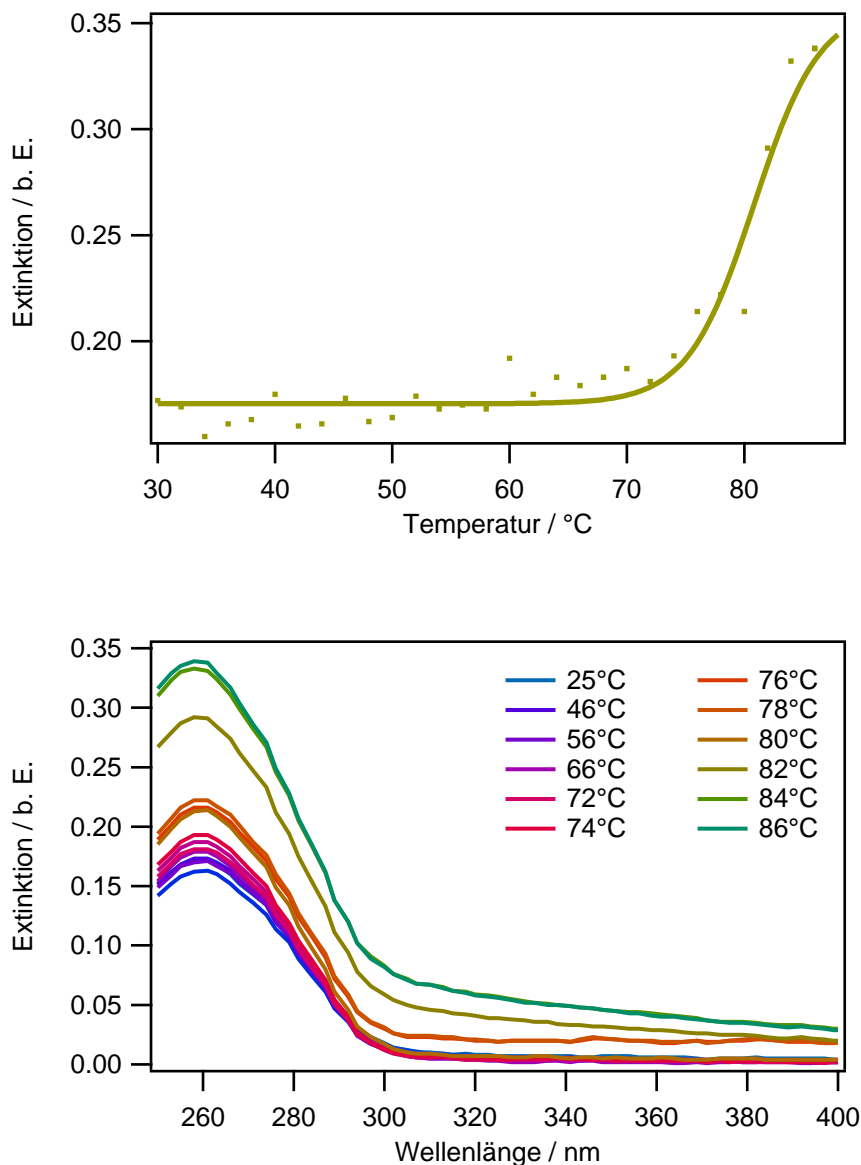 0.35
0.30
0.25
0.20
Extinktion / b. E.
30 40 50 60 70 80
Temperatur / °C
0.35
0.30
0.25
0.20
0.15
0.10
0.05
0.00
Extinktion / b. E.
25°C 76°C
46°C 78°C
56°C 80°C
66°C 82°C
72°C 84°C
74°C 86°C
260 280 300 320 340 360 380 400
Wellenlänge / nm